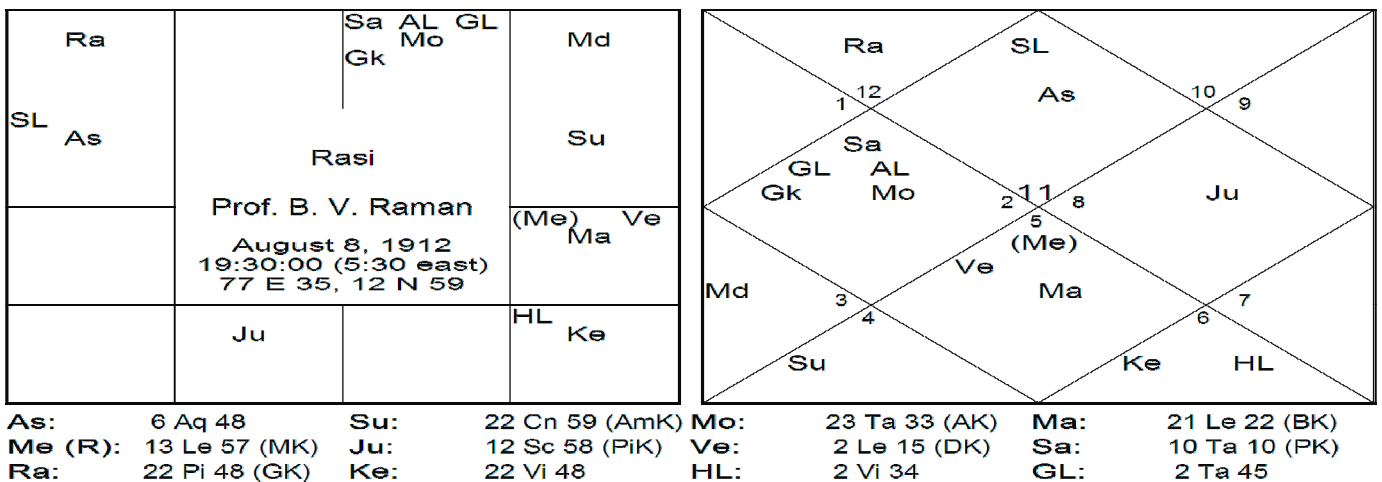 Sa AL GL
Ra Mo Md
Gk
SL
As Su
Rasi
Prof. B. V. Raman
(Me) Ve
Ma
August 8, 1912
19:30:00 (5:30 east)
77 E 35, 12 N 59
HL
Ju Ke
Ra SL
As
1 12 10 9
Sa
GL AL
Gk Mo
2 11 8 Ju
5
(Me)
Ve
Md Ma
3 7
4 6
Su Ke HL
As: 6 Aq 48 Su: 22 Cn 59 (AmK) Mo: 23 Ta 33 (AK) Ma: 21 Le 22 (BK)
Me (R): 13 Le 57 (MK) Ju: 12 Sc 58 (PiK) Ve: 2 Le 15 (DK) Sa: 10 Ta 10 (PK)
Ra: 22 Pi 48 (GK) Ke: 22 Vi 48 HL: 2 Vi 34 GL: 2 Ta 45